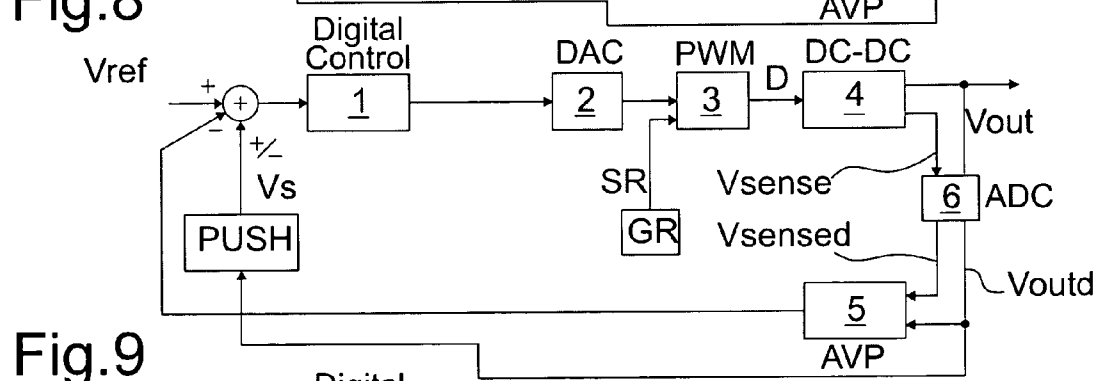 Fig.8
AVP
Digital
Control
DAC
PWM
DC-DC
Vref
+
+
−
1
2
3
D
4
Vout
+/−
Vs
SR
Vsense
6
ADC
PUSH
GR
Vsensed
Voutd
5
AVP
Fig.9
Digital